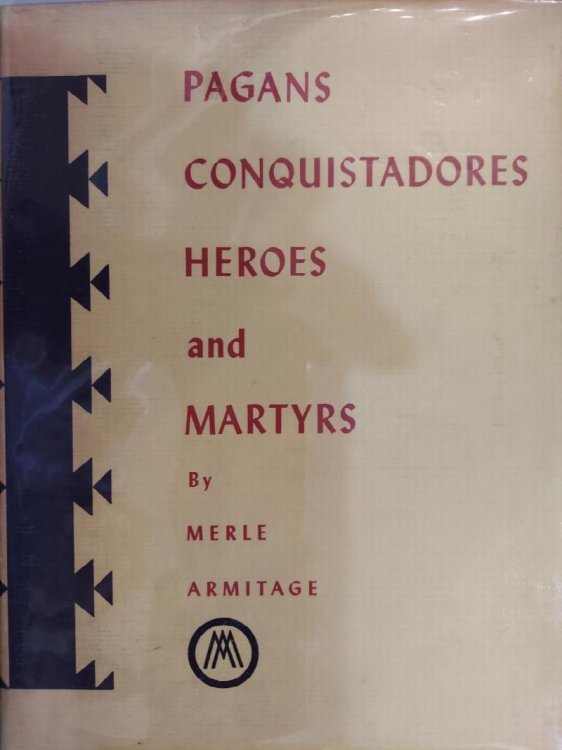 PAGANS
CONQUISTADORES
HEROES
and
MARTYRS
By
MERLE
ARMITAGE